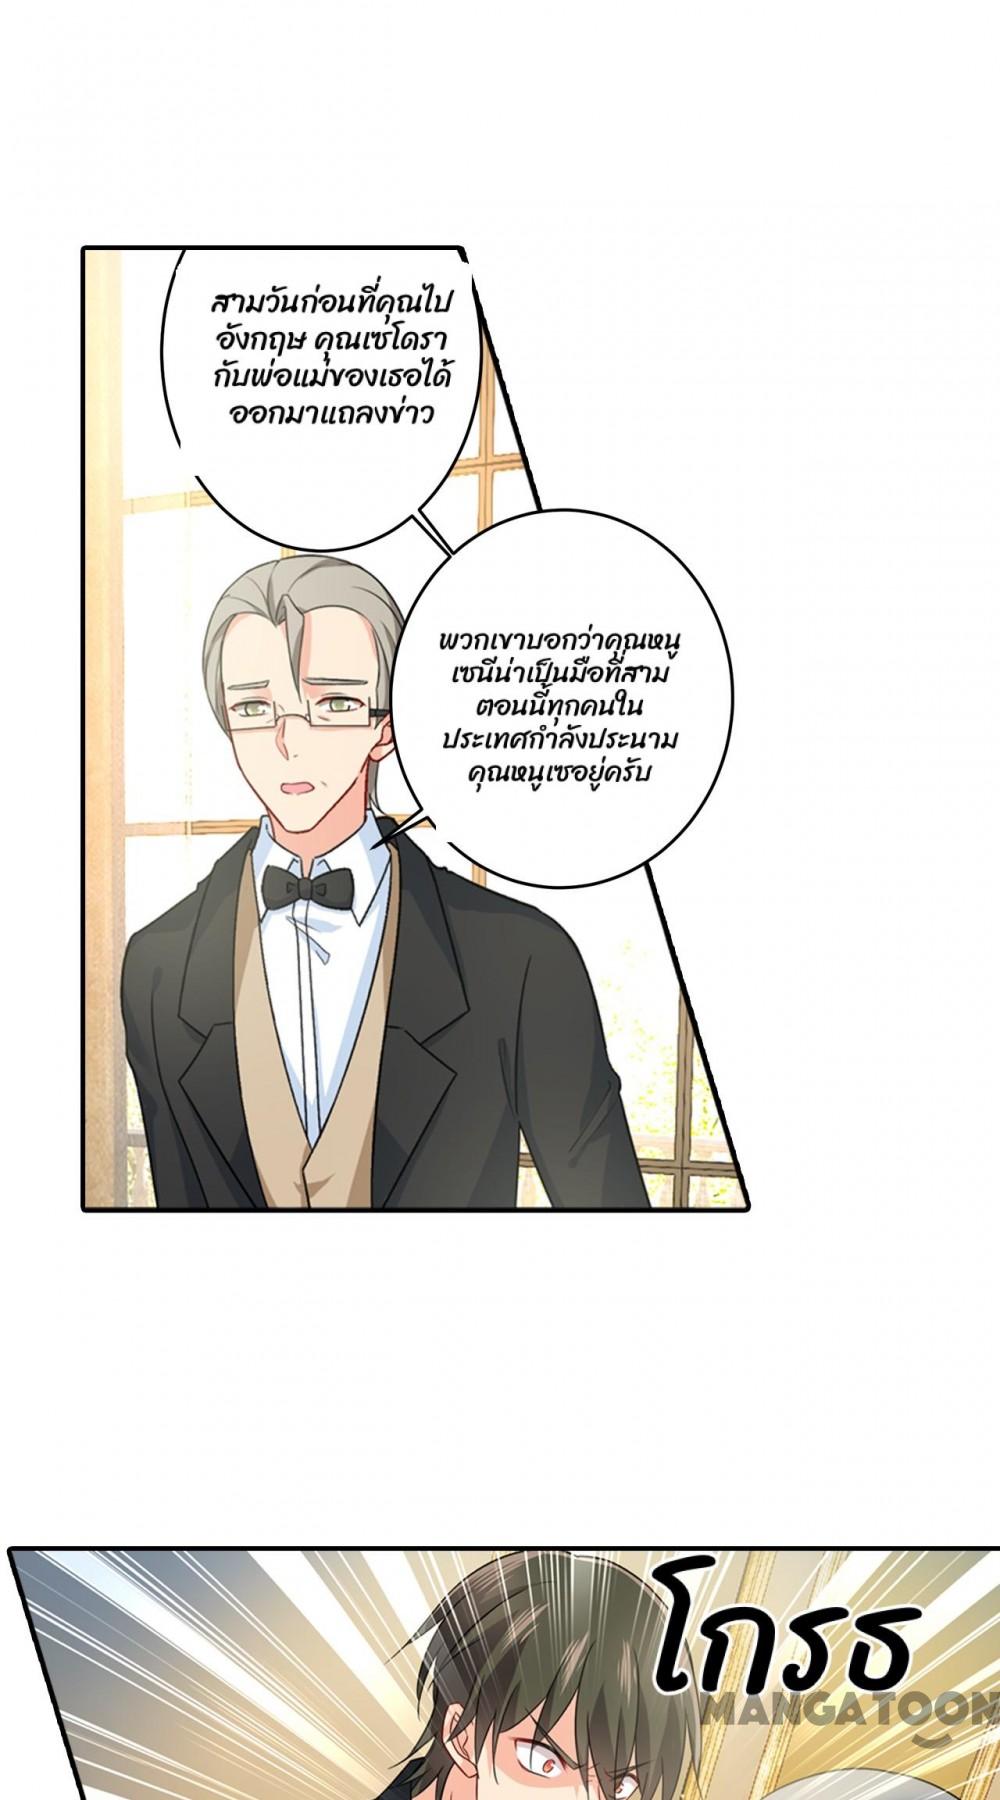 สามวันก่อนที่คุณไป
อังกฤษ คุณเซโดรา
กับพ่อแม่ของเธอได้
ออกมาแถลงข่าว
พวกเขาบอกว่าคุณหนู
เซนีน่าเป็นมือที่สาม
ตอนนี้ทุกคนใน
ประเทศกำลังประนาม
คุณหนูเซอยู่ครับ
โกรธ
MANGATOON